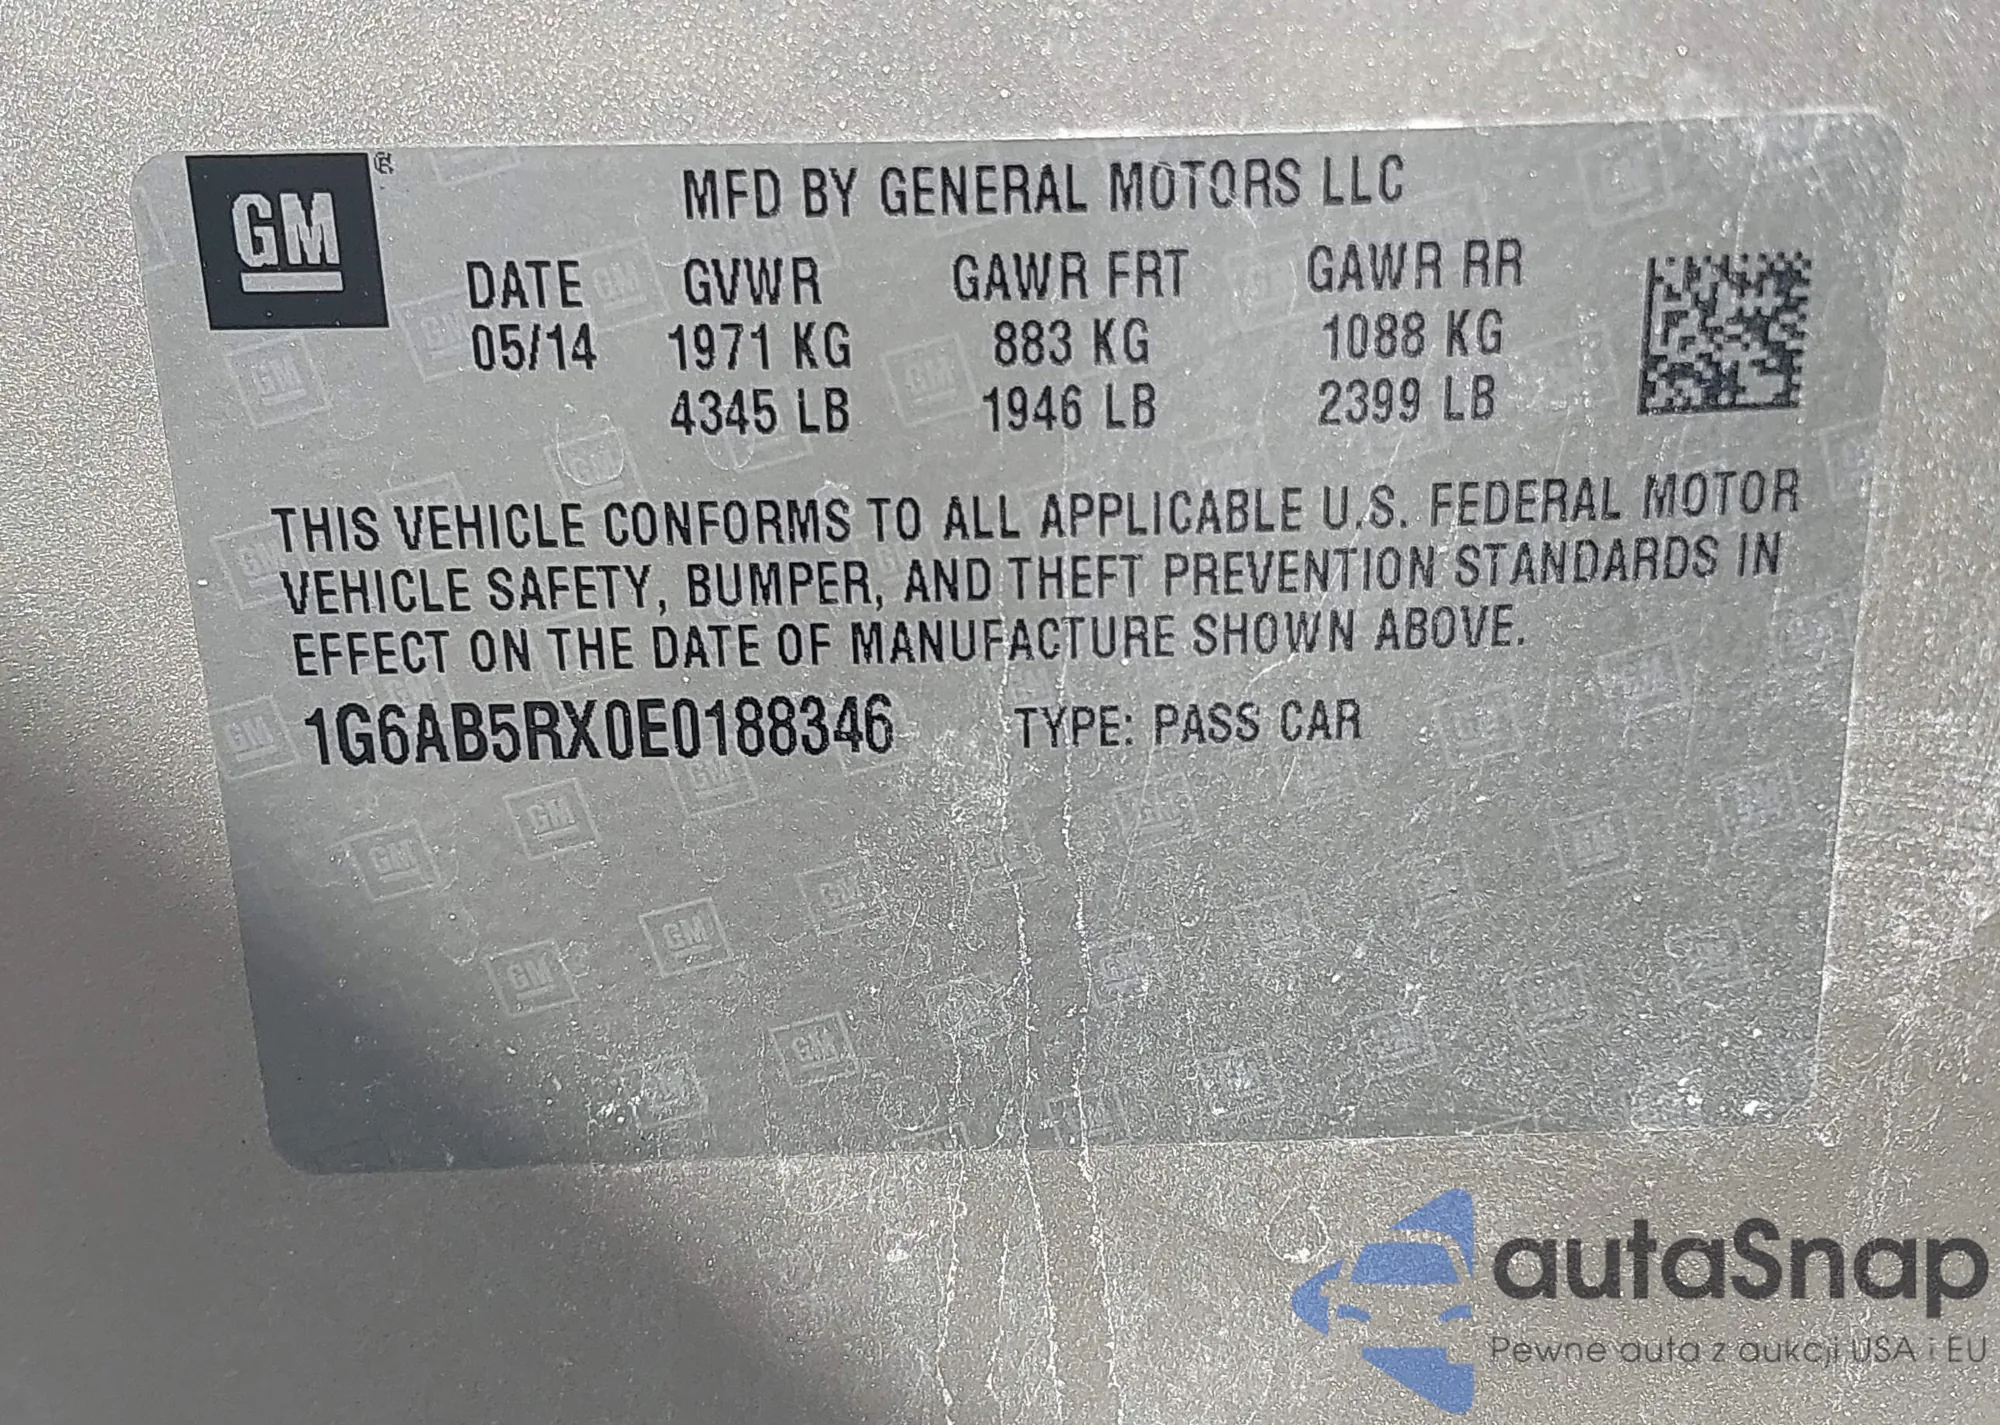 GM®
MFD BY GENERAL MOTORS LLC
DATE GVWR GAWR FRT GAWR RR
05/14 1971 KG 883 KG 1088 KG
4345 LB 1946 LB 2399 LB
THIS VEHICLE CONFORMS TO ALL APPLICABLE U.S. FEDERAL MOTOR
VEHICLE SAFETY, BUMPER, AND THEFT PREVENTION STANDARDS IN
EFFECT ON THE DATE OF MANUFACTURE SHOWN ABOVE.
1G6AB5RX0E0188346 TYPE: PASS CAR
autaSnap
Pewne auta z aukcji USA i EU